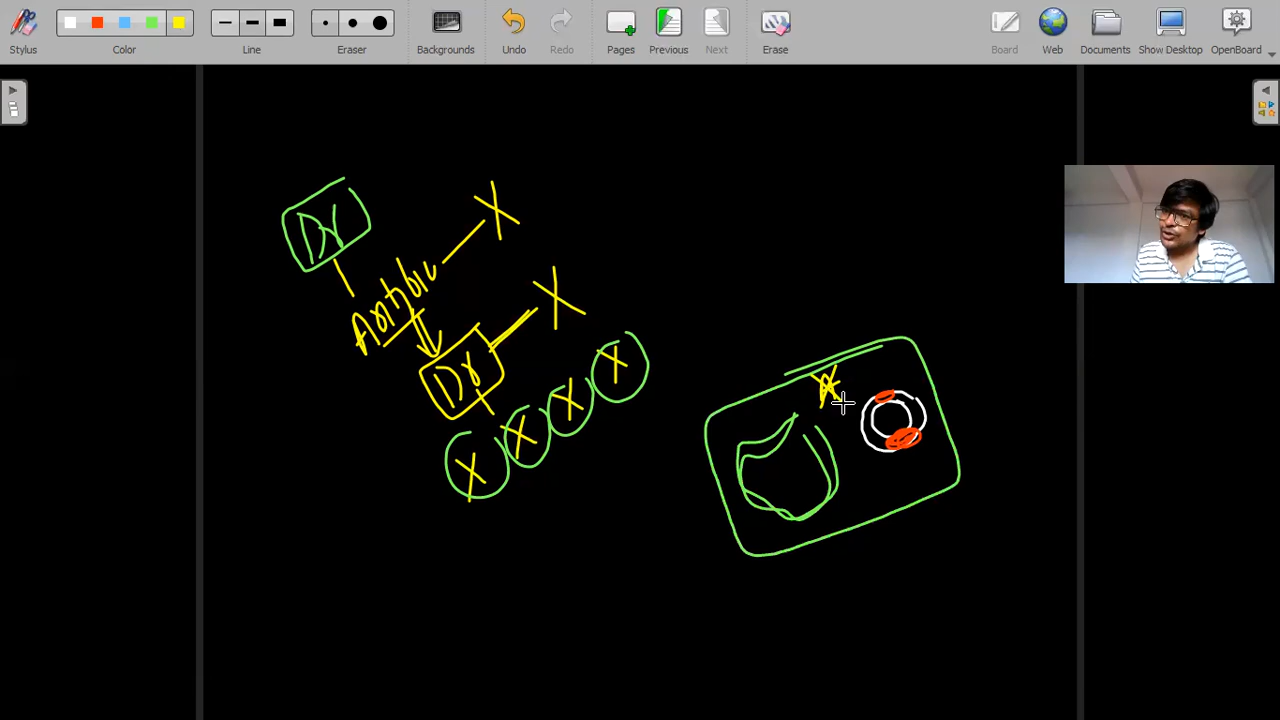 Stylus
Color
Line
Eraser
Backgrounds
Undo
Redo
Pages
Previous
Next
Erase
Board
Web
Documents
Show Desktop
OpenBoard
Dr
X
Antibic
X
Dr
X X X X